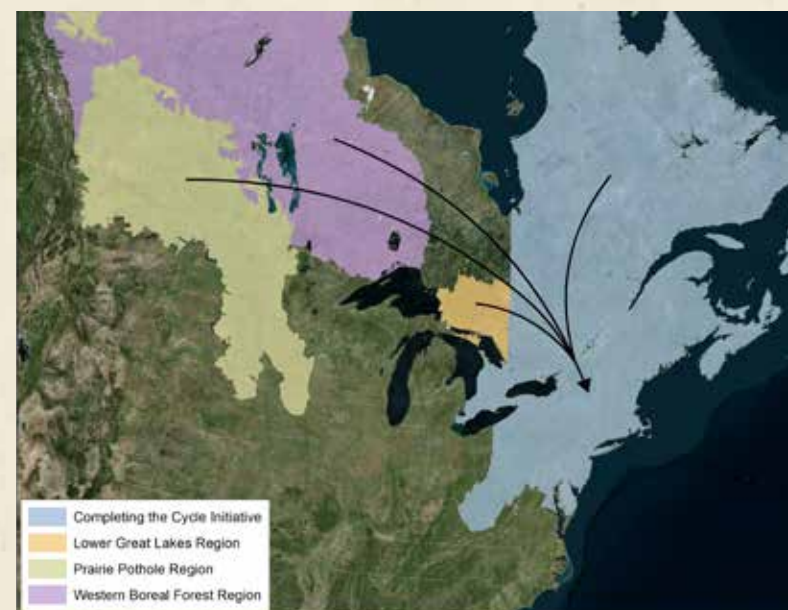 Completing the Cycle Initiative
Lower Great Lakes Region
Prairie Pothole Region
Western Boreal Forest Region